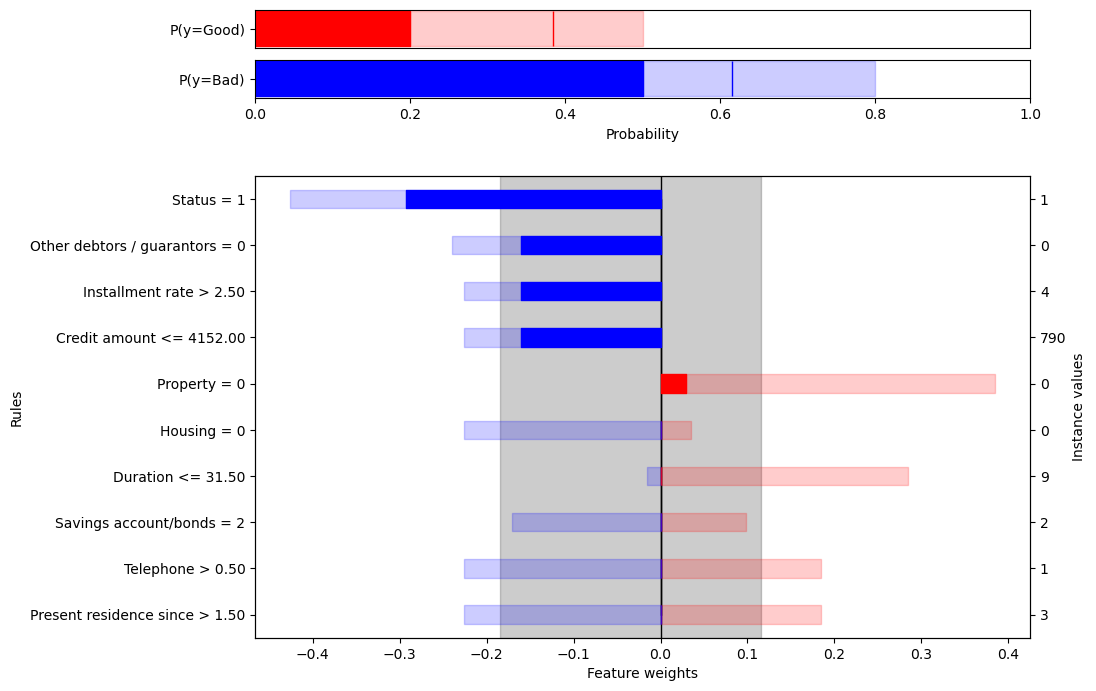 P(y=Good)
P(y=Bad)
0.0 0.2 0.4 0.6 0.8 1.0
Probability
Status = 1 1
Other debtors / guarantors = 0 0
Installment rate > 2.50 4
Credit amount <= 4152.00 790
Property = 0 0
Housing = 0 0
Duration <= 31.50 9
Savings account/bonds = 2 2
Telephone > 0.50 1
Present residence since > 1.50 3
Rules
Instance values
−0.4 −0.3 −0.2 −0.1 0.0 0.1 0.2 0.3 0.4
Feature weights